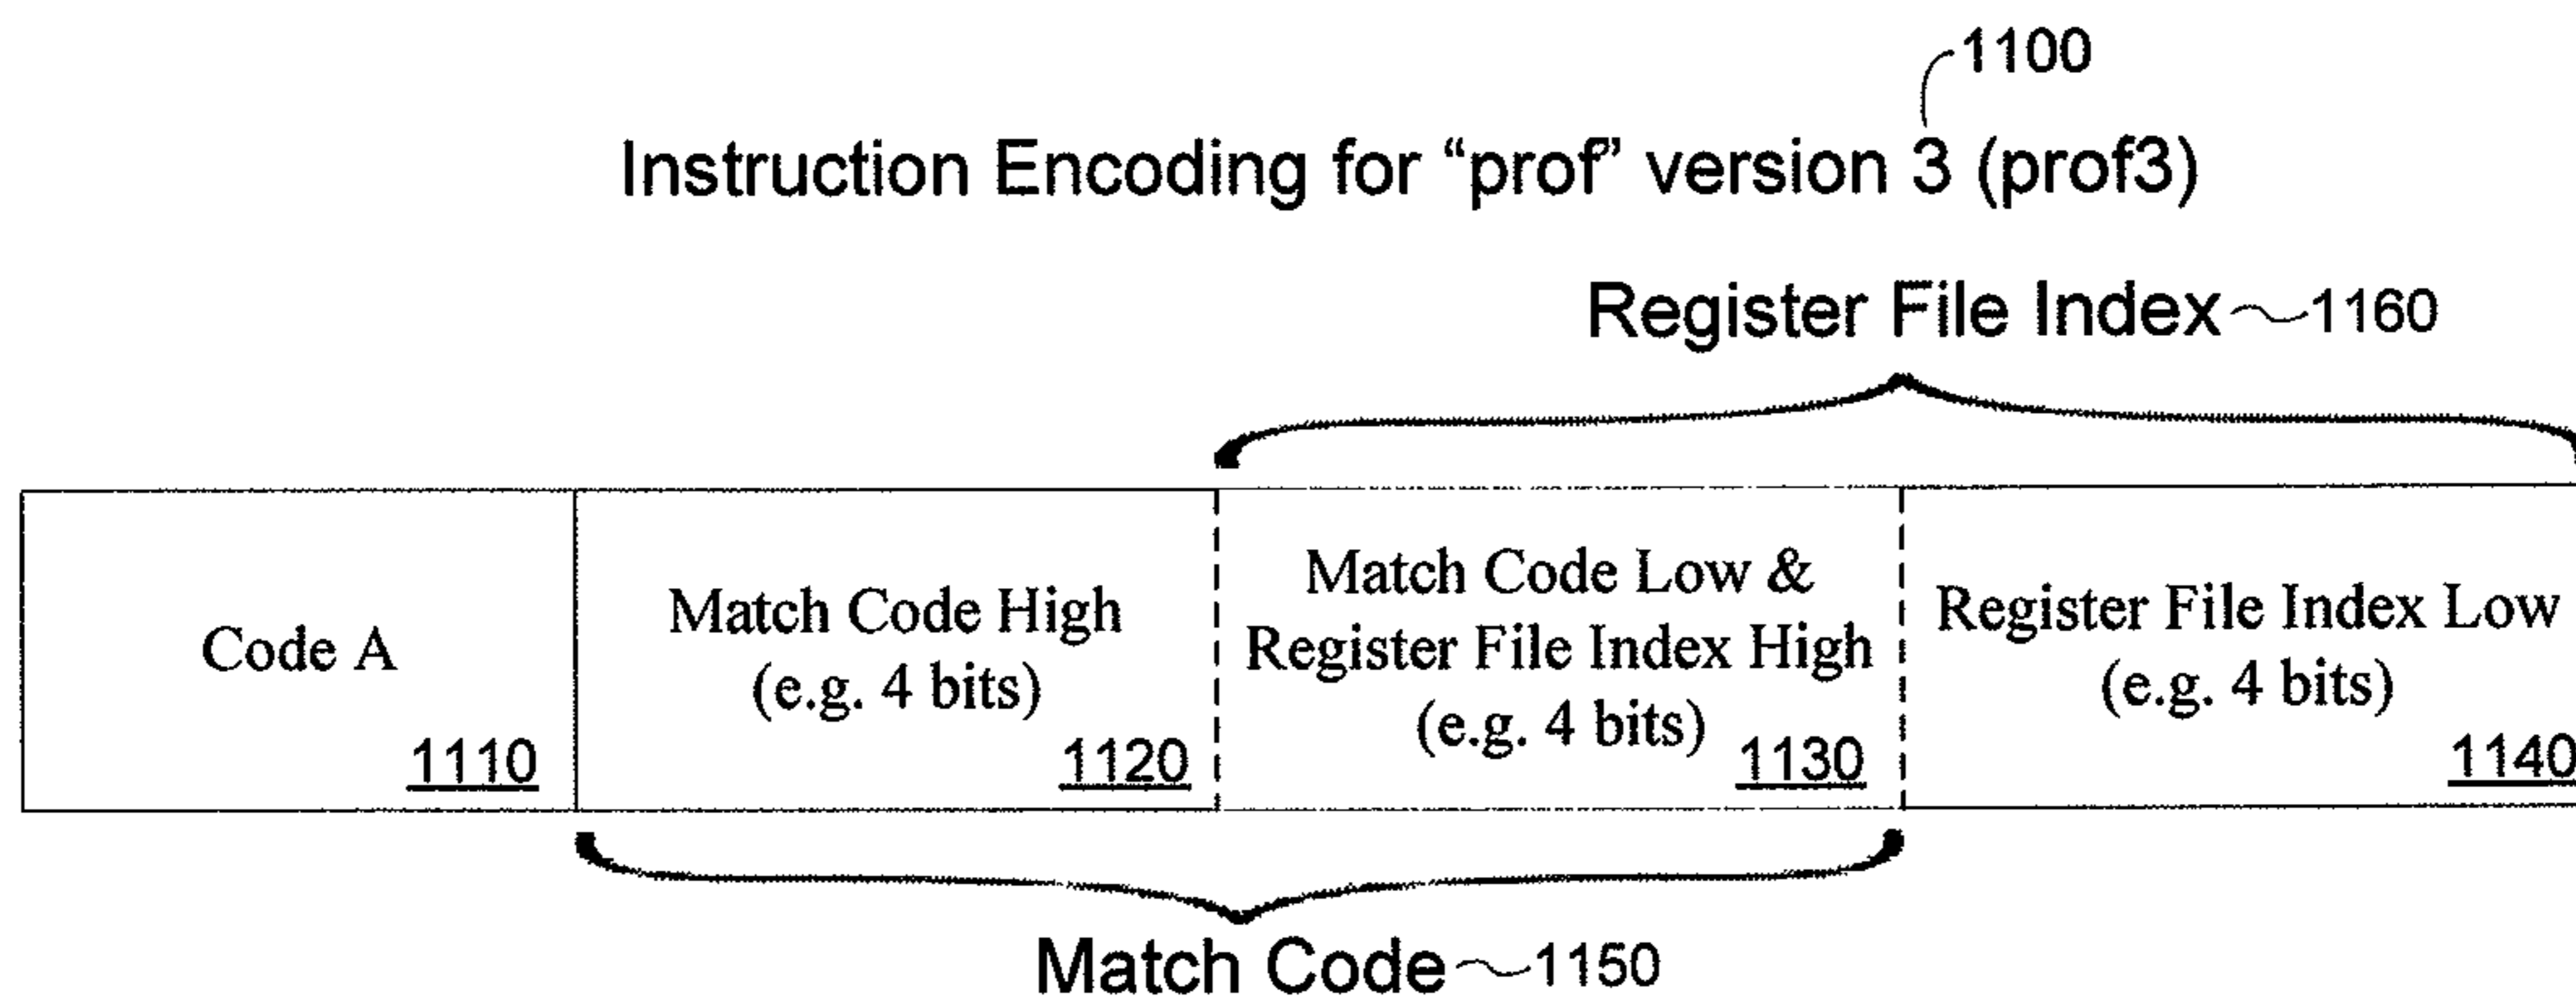 1100
Instruction Encoding for “prof” version 3 (prof3)
Register File Index 1160
Code A
1110
Match Code High
(e.g. 4 bits)
1120
Match Code Low &
Register File Index High
(e.g. 4 bits)
1130
Register File Index Low
(e.g. 4 bits)
1140
Match Code 1150